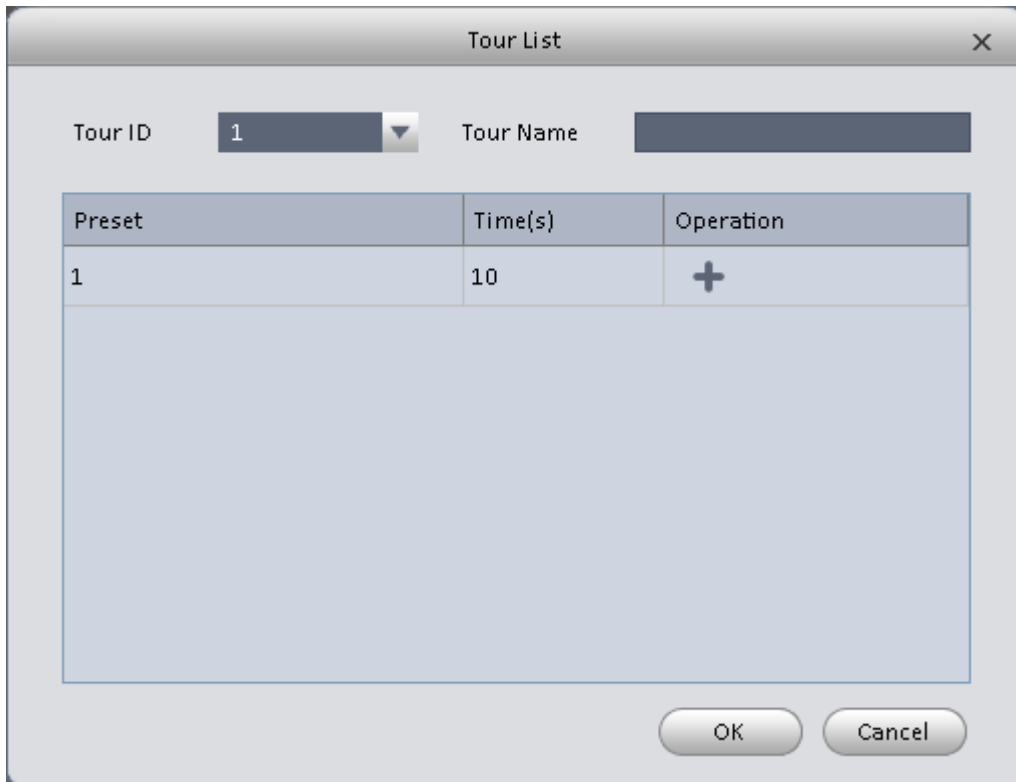 Tour List
Tour ID 1 Tour Name
Preset Time(s) Operation
1 10
OK Cancel